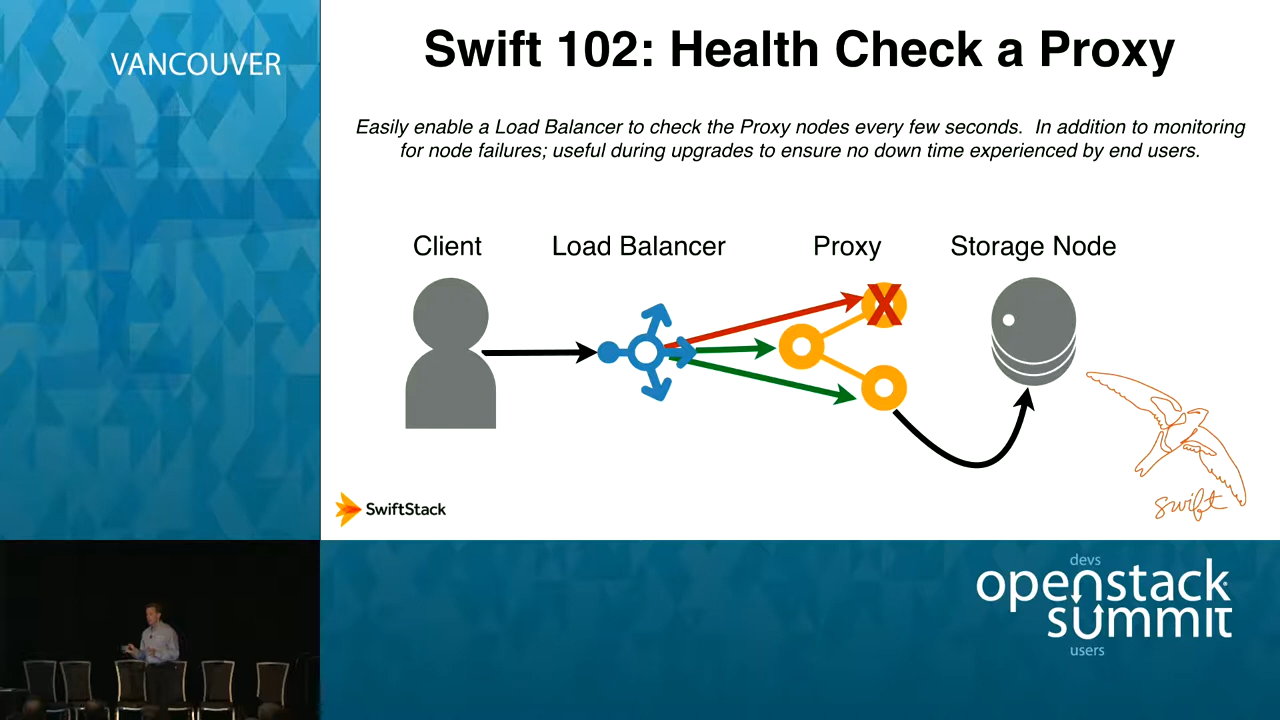 VANCOUVER
Swift 102: Health Check a Proxy
Easily enable a Load Balancer to check the Proxy nodes every few seconds.  In addition to monitoring
for node failures; useful during upgrades to ensure no down time experienced by end users.
Client
Load Balancer
Proxy
Storage Node
X
SwiftStack
swift
devs
openstack
summit
users